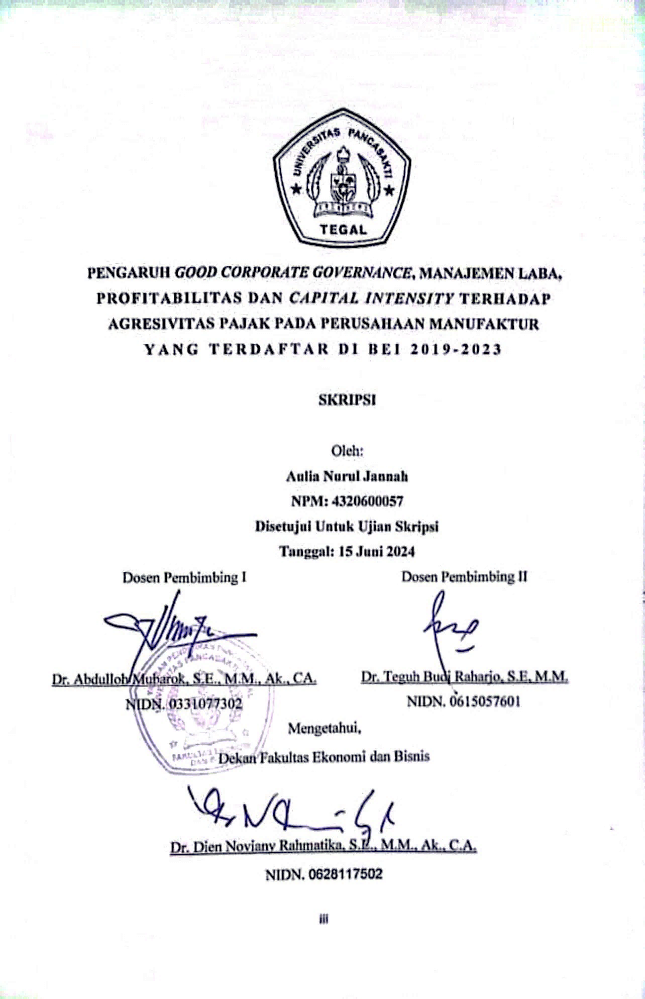 UNIVERSITAS PANCASAKTI
TEGAL
PENGARUH GOOD CORPORATE GOVERNANCE, MANAJEMEN LABA,
PROFITABILITAS DAN CAPITAL INTENSITY TERHADAP
AGRESIVITAS PAJAK PADA PERUSAHAAN MANUFAKTUR
YANG TERDAFTAR DI BEI 2019-2023
SKRIPSI
Oleh:
Aulia Nurul Jannah
NPM: 4320600057
Disetujui Untuk Ujian Skripsi
Tanggal: 15 Juni 2024
Dosen Pembimbing I
Dosen Pembimbing II
Dr. Abdulloh Mubarok, S.E., M.M., Ak., CA.
Dr. Teguh Budi Raharjo, S.E, M.M.
NIDN. 0331077302
NIDN. 0615057601
Mengetahui,
Dekan Fakultas Ekonomi dan Bisnis
Dr. Dien Noviany Rahmatika, S.E., M.M., Ak., C.A.
NIDN. 0628117502
iii